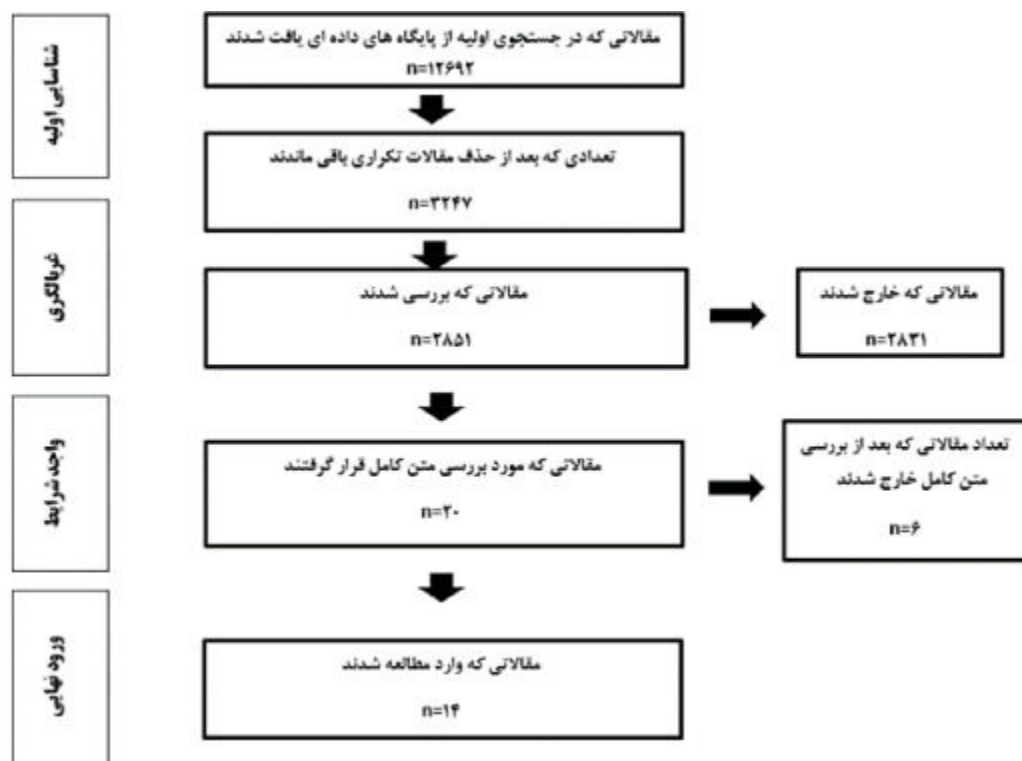 شناسایی اولیه
مقالاتی که در جستجوی اولیه از پایگاه های داده ای یافت شدند
n=۱۲۶۹۲
تعدادی که بعد از حذف مقالات تکراری باقی ماندند
n=۳۲۴۷
غربالگری
مقالاتی که بررسی شدند
n=۲۸۵۱
مقالاتی که خارج شدند
n=۲۸۳۱
واجد شرایط
مقالاتی که مورد بررسی متن کامل قرار گرفتند
n=۲۰
تعداد مقالاتی که بعد از بررسی
متن کامل خارج شدند
n=۶
ورود نهایی
مقالاتی که وارد مطالعه شدند
n=۱۴